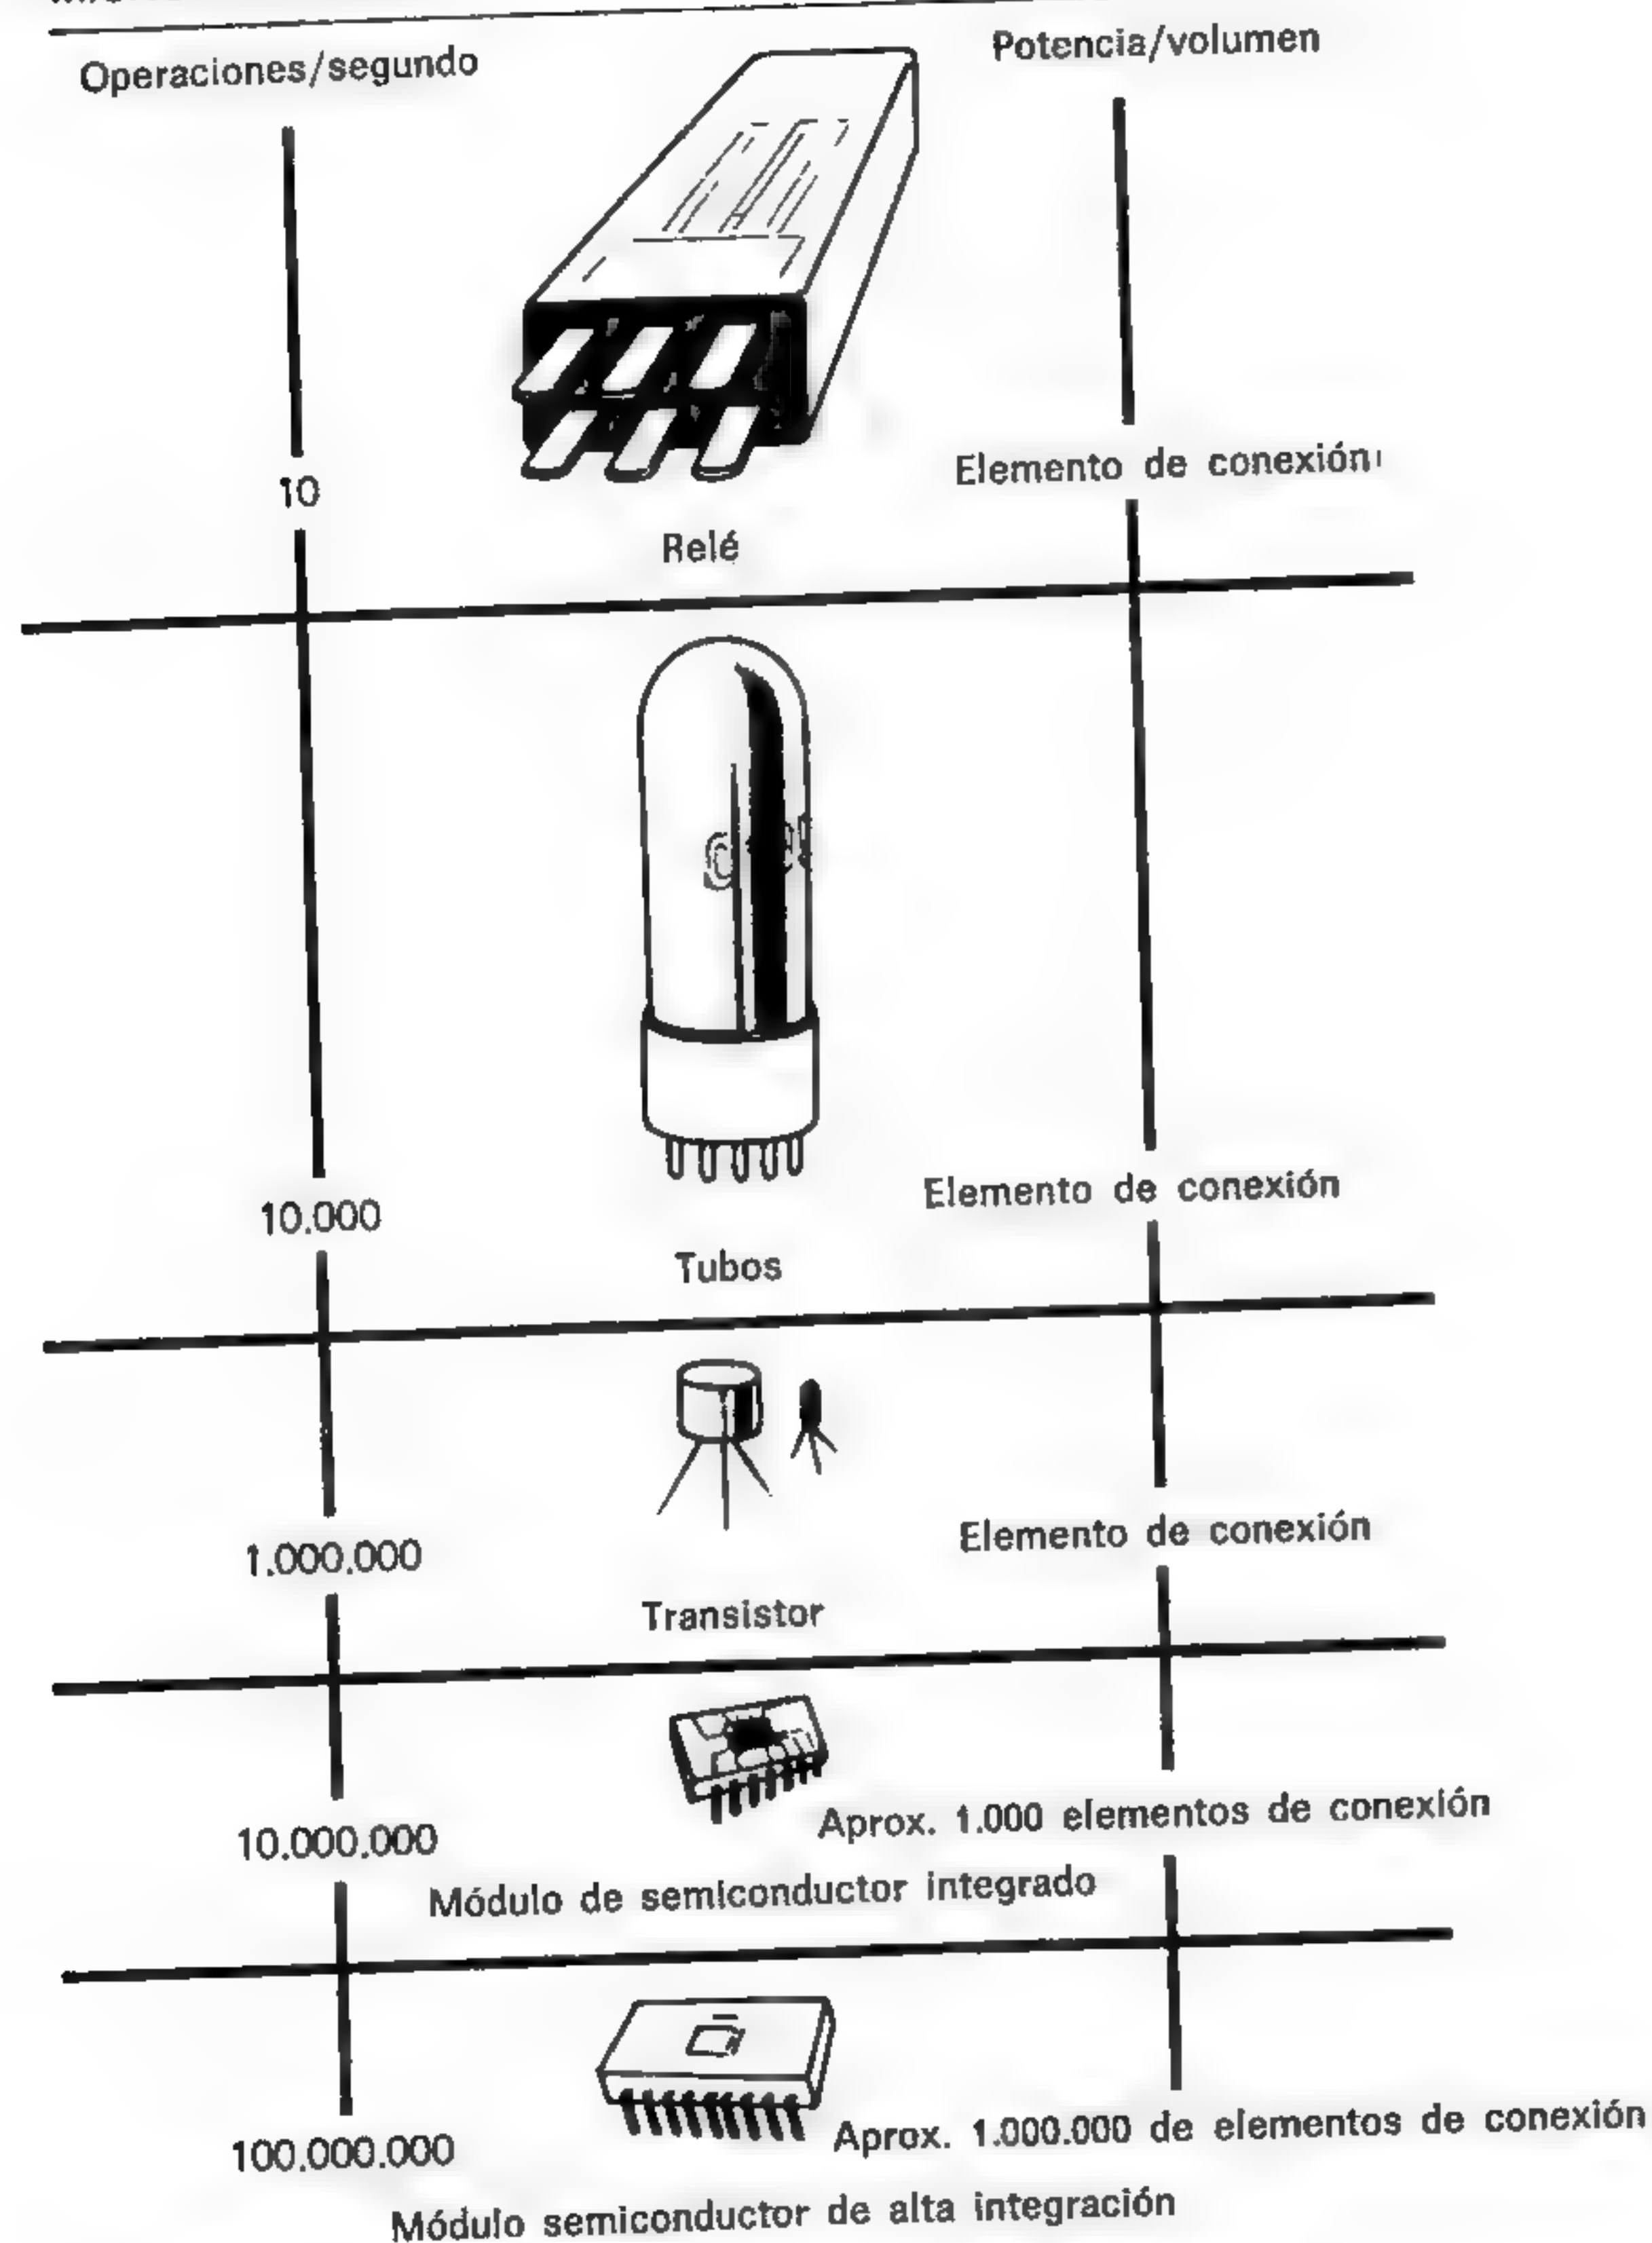 Operaciones/segundo
Potencia/volumen
10
Elemento de conexión
Relé
10.000
Elemento de conexión
Tubos
1.000.000
Elemento de conexión
Transistor
10.000.000
Aprox. 1.000 elementos de conexión
Módulo de semiconductor integrado
100.000.000
Aprox. 1.000.000 de elementos de conexión
Módulo semiconductor de alta integración